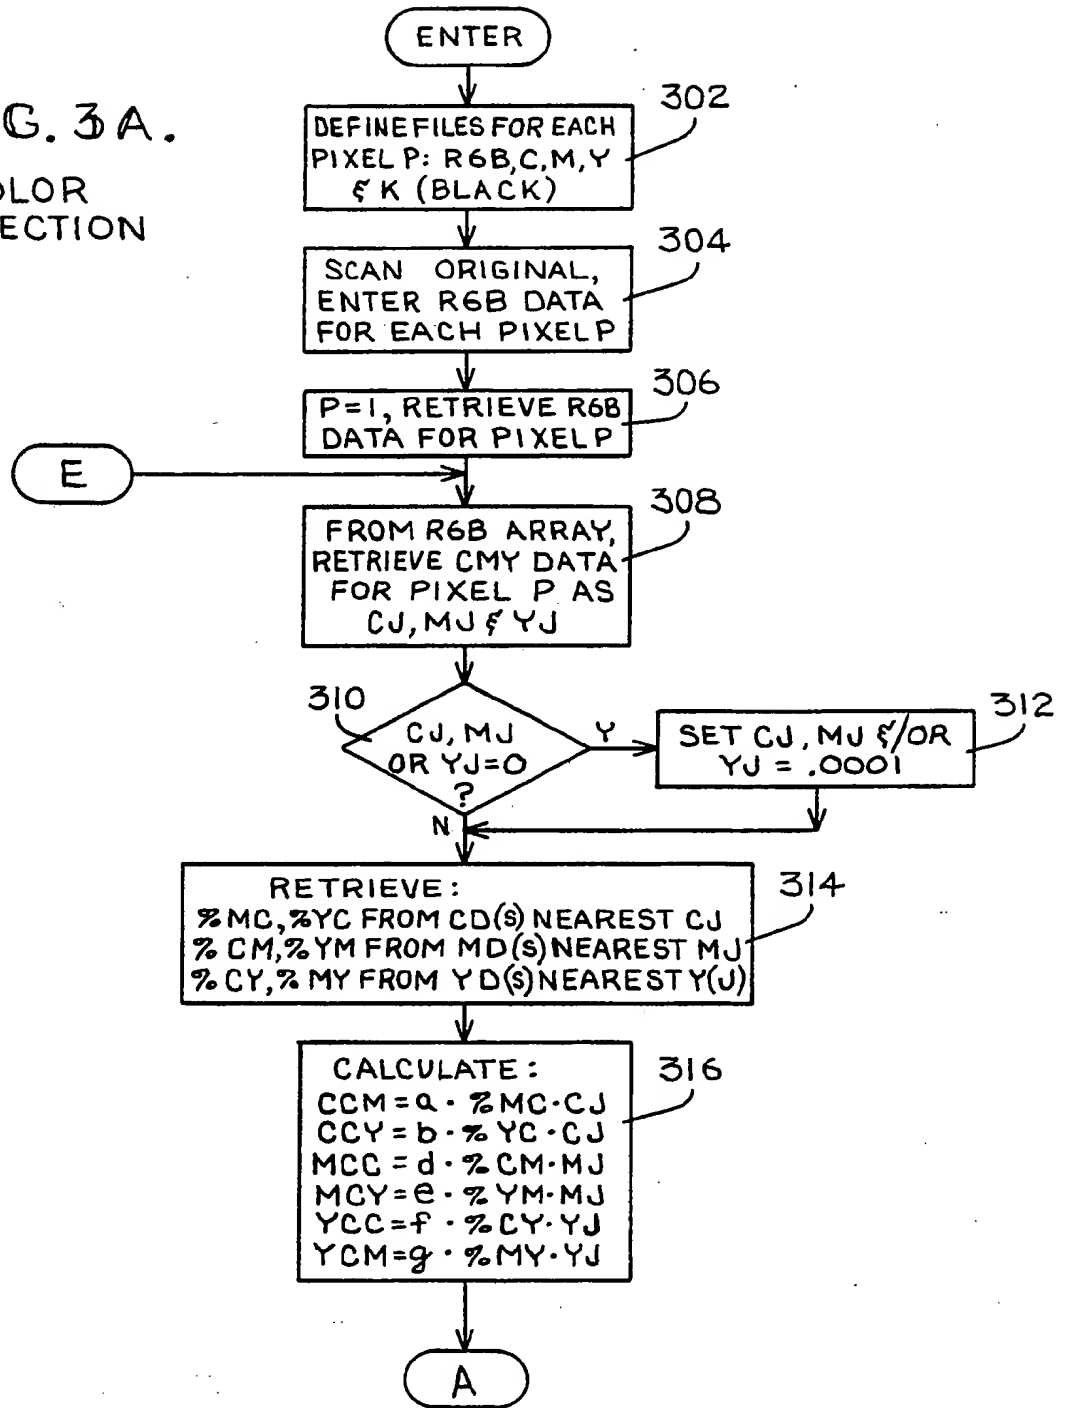 ENTER
G. 3A.
OLOR
ECTION
302
DEFINE FILES FOR EACH
PIXEL P: RGB, C, M, Y
& K (BLACK)
304
SCAN ORIGINAL,
ENTER RGB DATA
FOR EACH PIXEL P
306
P=1, RETRIEVE RGB
DATA FOR PIXEL P
E
308
FROM RGB ARRAY,
RETRIEVE CMY DATA
FOR PIXEL P AS
CJ, MJ & YJ
310
CJ, MJ
OR YJ=0
?
Y
N
312
SET CJ, MJ &/OR
YJ = .0001
314
RETRIEVE:
%MC, %YC FROM CD(S) NEAREST CJ
%CM, %YM FROM MD(S) NEAREST MJ
%CY, %MY FROM YD(S) NEAREST Y(J)
316
CALCULATE:
CCM = a · %MC · CJ
CCY = b · %YC · CJ
MCC = d · %CM · MJ
MCY = e · %YM · MJ
YCC = f · %CY · YJ
YCM = g · %MY · YJ
A